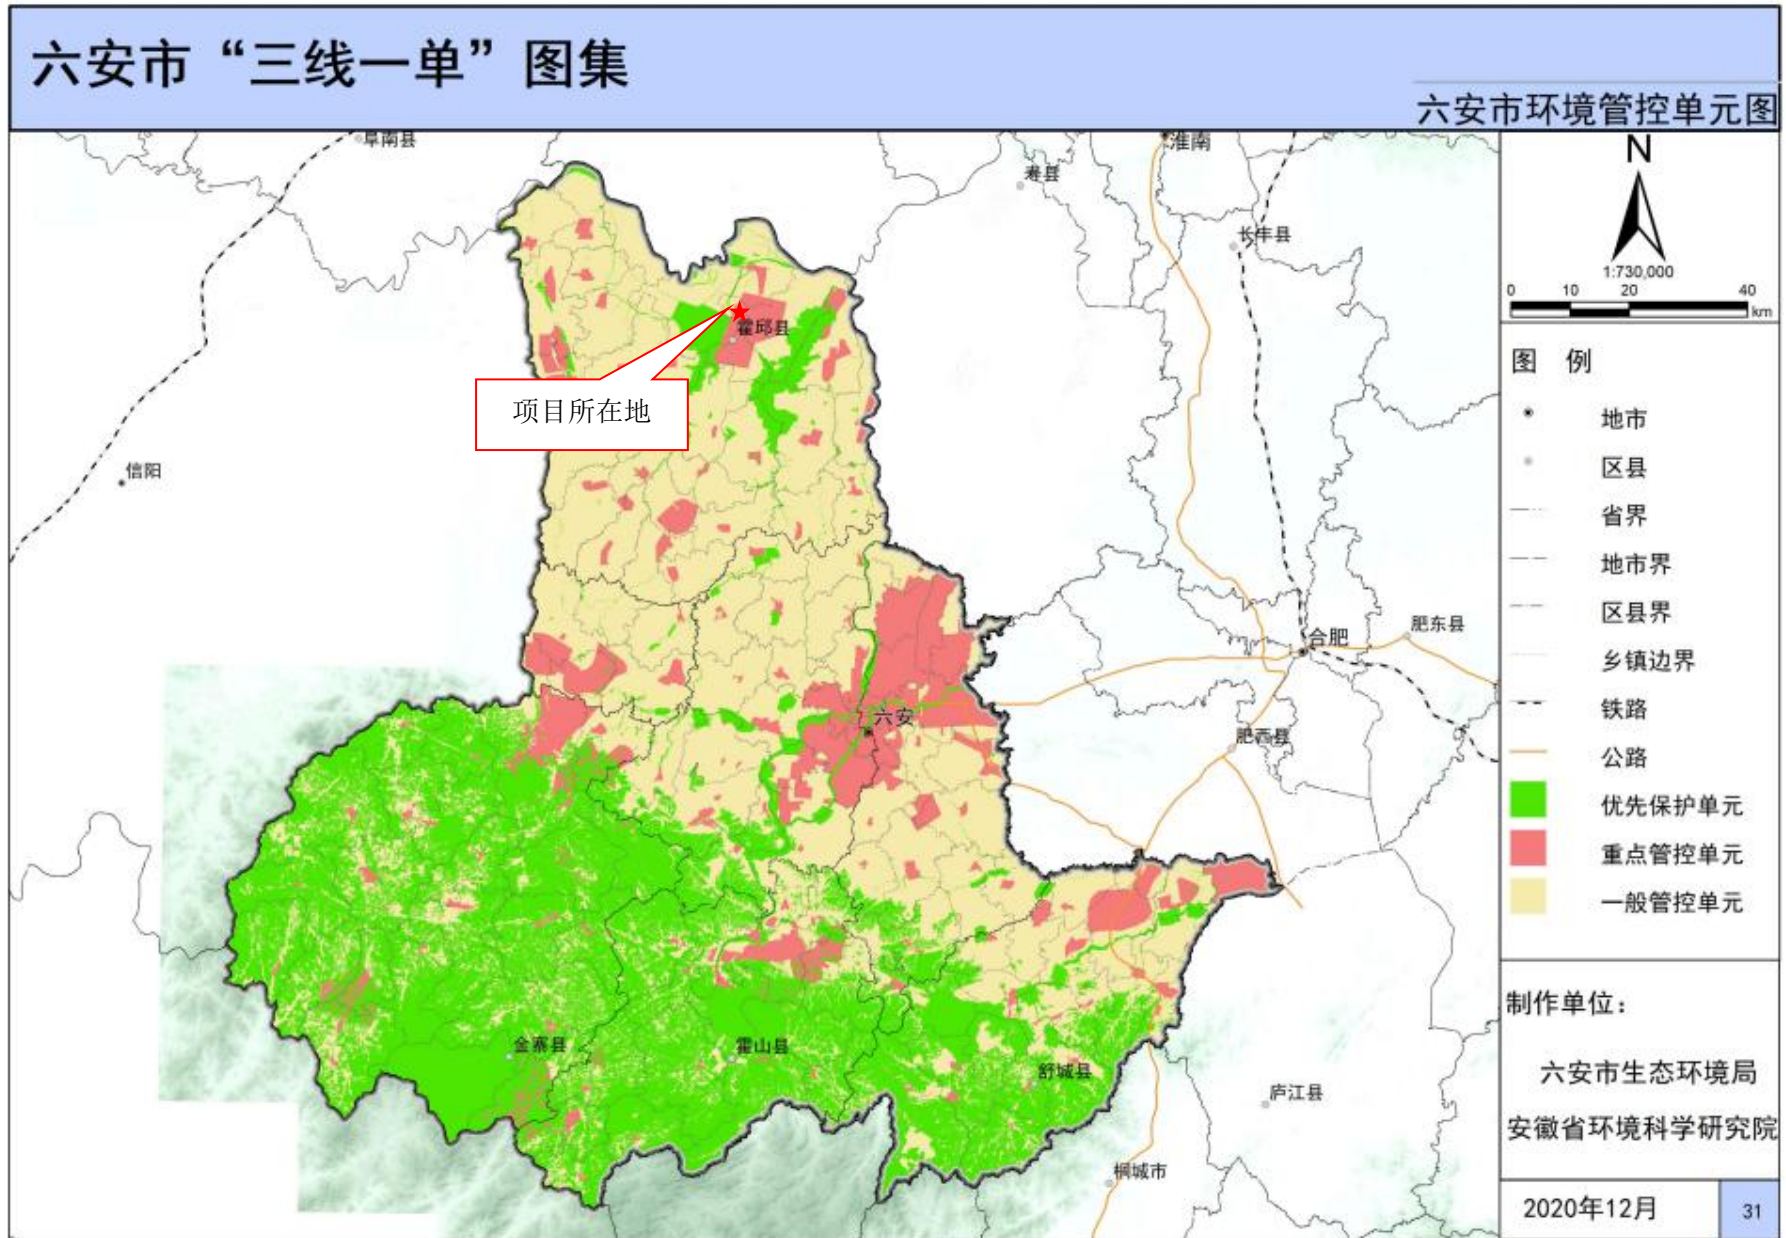 六安市“三线一单”图集
六安市环境管控单元图
阜南县
淮南
寿县
长丰县
霍邱县
项目所在地
信阳
合肥
肥东县
六安
肥西县
金寨县
霍山县
舒城县
庐江县
桐城市
N
1:730,000
0 10 20 40
km
图 例
地市
区县
省界
地市界
区县界
乡镇边界
铁路
公路
优先保护单元
重点管控单元
一般管控单元
制作单位：
六安市生态环境局
安徽省环境科学研究院
2020年12月
31